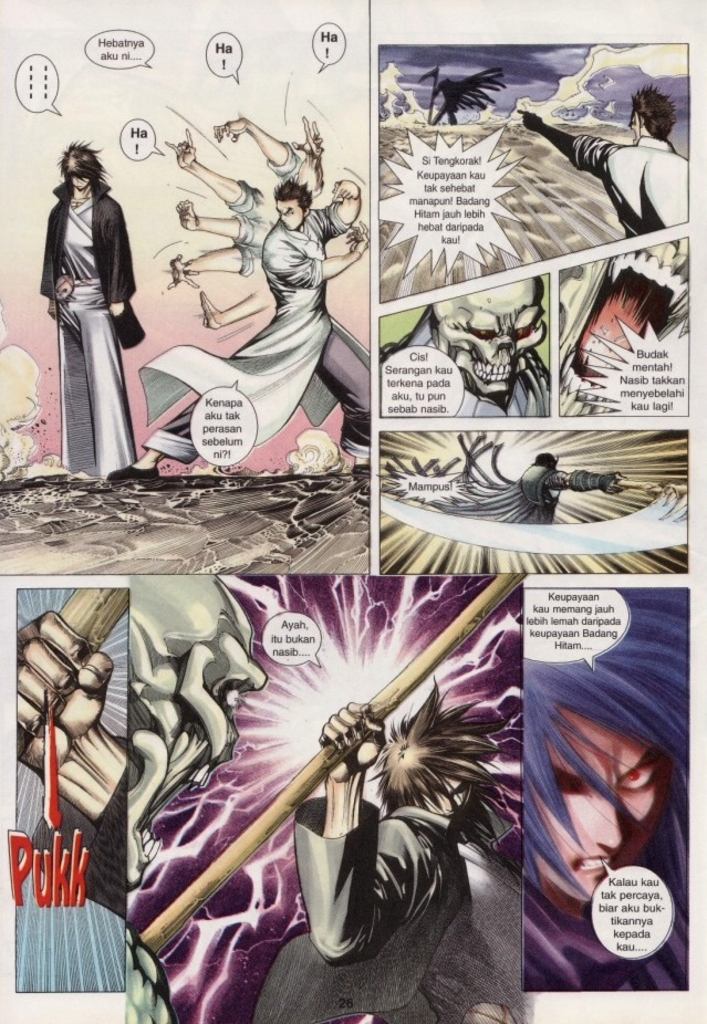 Hebatnya
aku ni....
Ha
!
Ha
!
Ha
!
Kenapa
aku tak
perasan
sebelum
ni?!
Si Tengkorak!
Keupayaan kau
tak sehebat
manapun! Badang
Hitam jauh lebih
hebat daripada
kau!
Cis!
Serangan kau
terkena pada
aku, tu pun
sebab nasib.
Budak
mentah!
Nasib takkan
menyebelahi
kau lagi!
Mampus!
PUKK
Ayah,
itu bukan
nasib....
Keupayaan
kau memang jauh
lebih lemah daripada
keupayaan Badang
Hitam....
Kalau kau
tak percaya,
biar aku buk-
tikannya
kepada
kau....
26